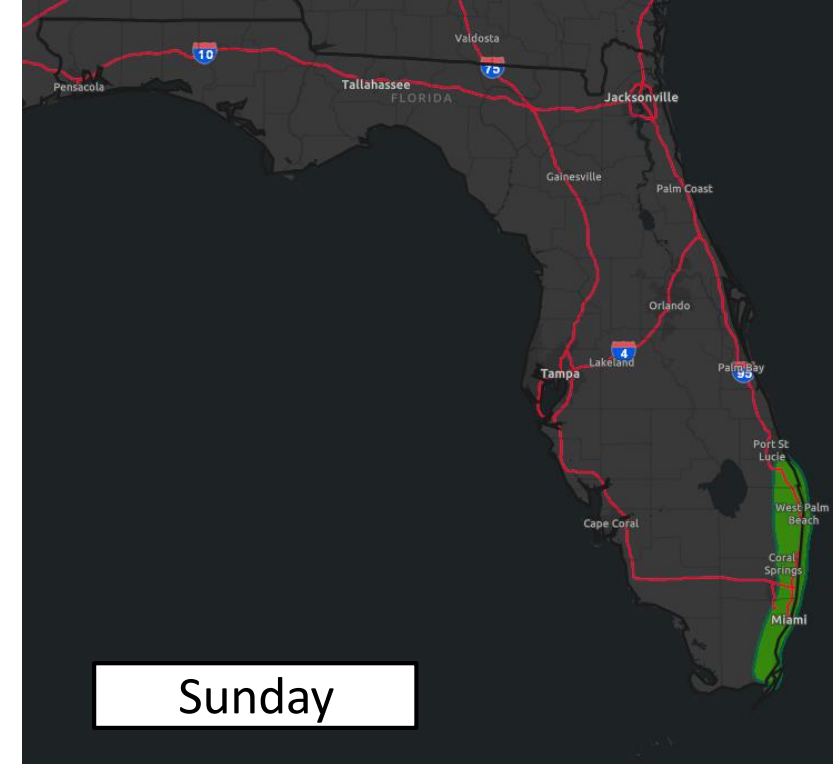 Valdosta
10
75
Pensacola
Tallahassee
FLORIDA
Jacksonville
Gainesville
Palm Coast
Orlando
4
Lakeland
Tampa
Palm Bay
95
Port St
Lucie
West Palm
Beach
Cape Coral
Coral
Springs
Miami
Sunday